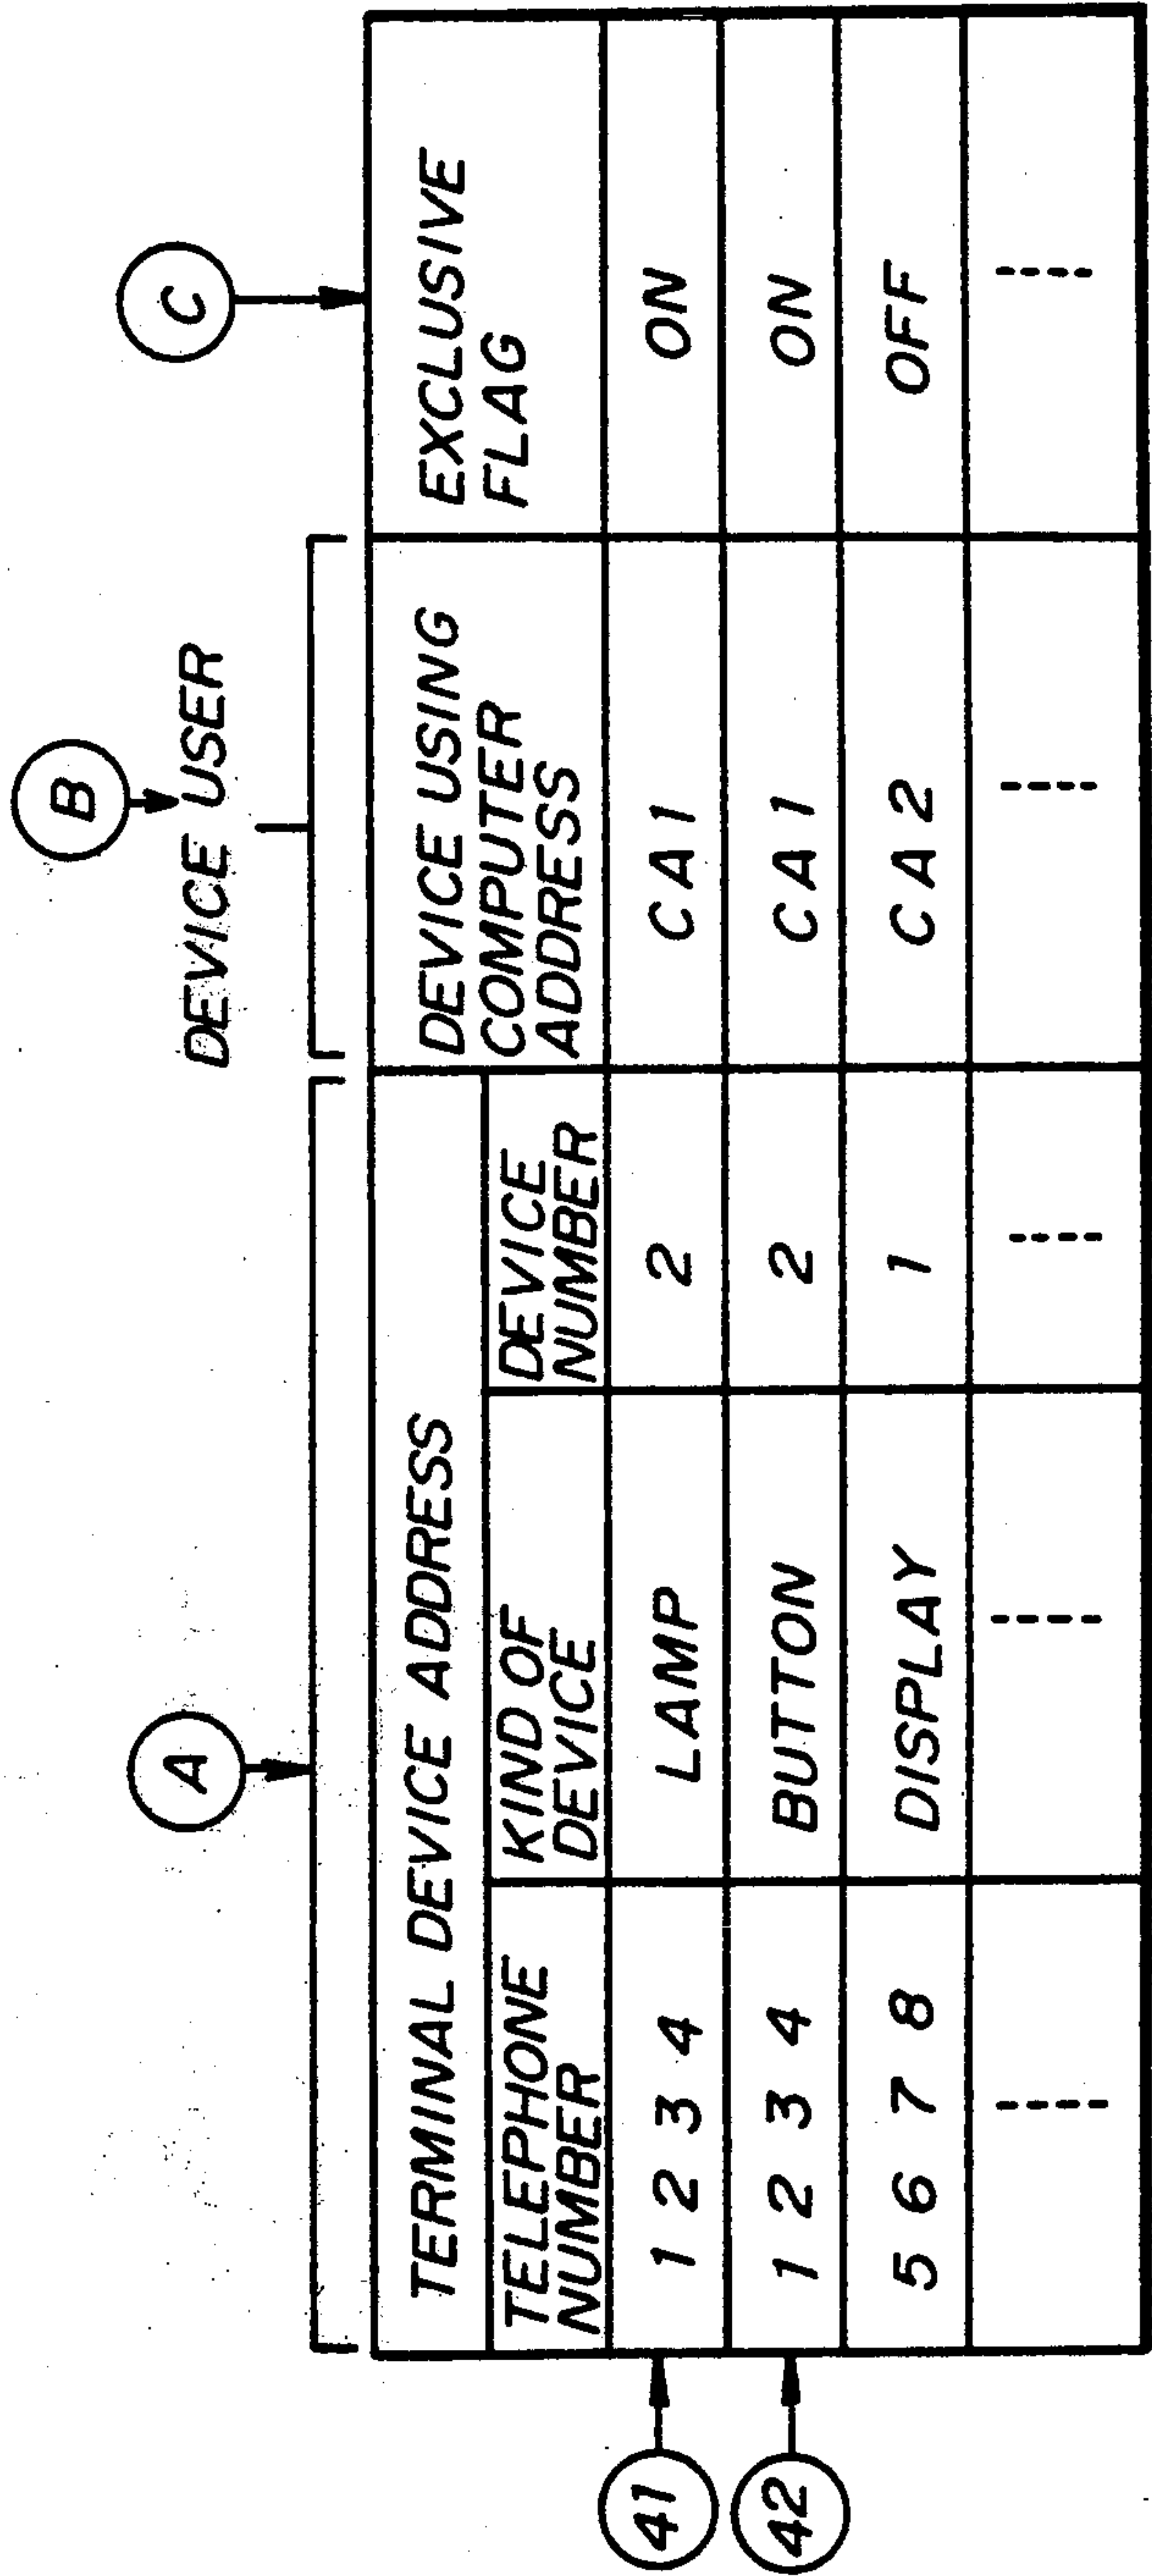 A
B
C
DEVICE USER
TERMINAL DEVICE ADDRESS
DEVICE USING
COMPUTER
ADDRESS
EXCLUSIVE
FLAG
TELEPHONE
NUMBER
KIND OF
DEVICE
DEVICE
NUMBER
41
1 2 3 4
LAMP
2
CA1
ON
42
1 2 3 4
BUTTON
2
CA1
ON
5 6 7 8
DISPLAY
1
CA2
OFF